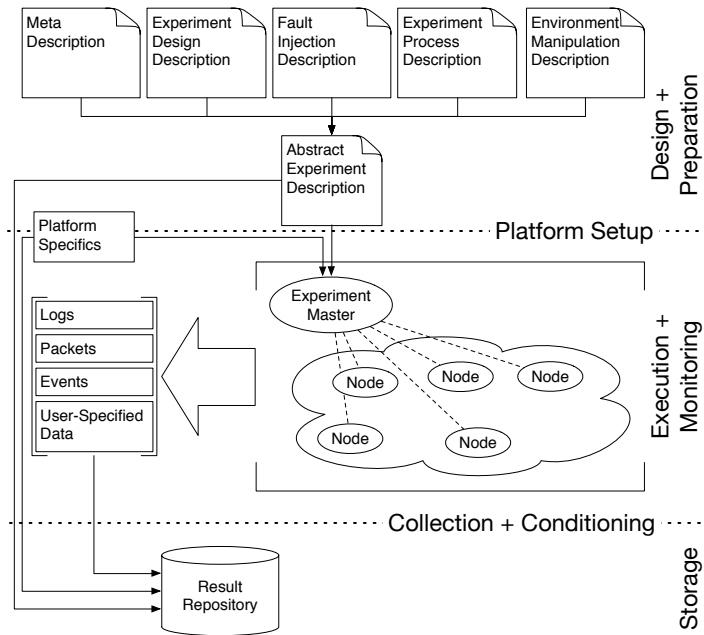 Meta
Description
Experiment
Design
Description
Fault
Injection
Description
Experiment
Process
Description
Environment
Manipulation
Description
Design +
Preparation
Abstract
Experiment
Description
Platform
Specifics
Platform Setup
Experiment
Master
Logs
Packets
Events
User-Specified
Data
Node
Node
Node
Node
Node
Execution +
Monitoring
Collection + Conditioning
Result
Repository
Storage